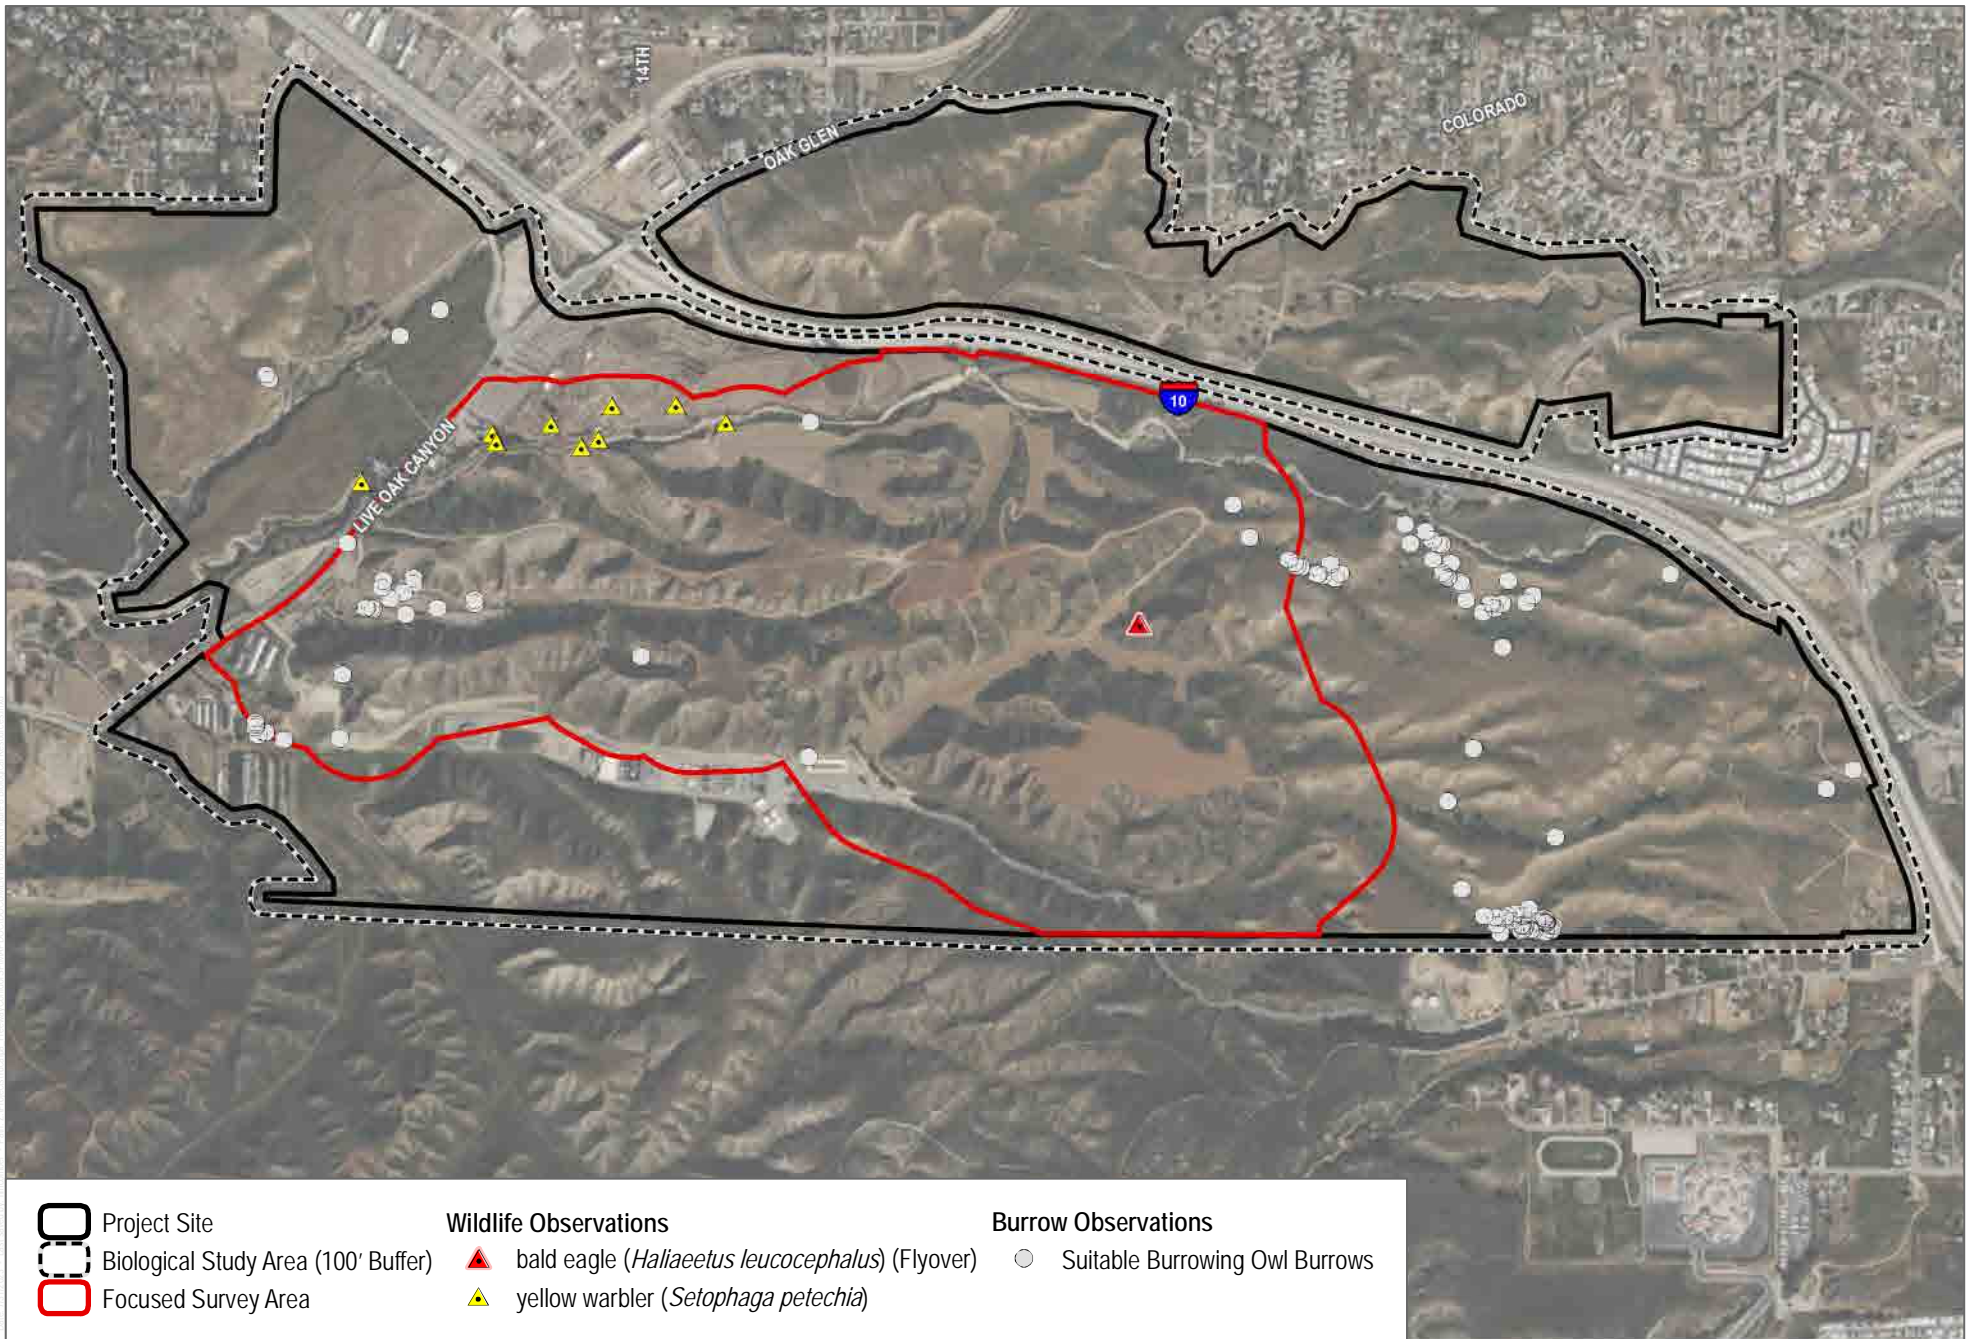 14TH
OAK GLEN
COLORADO
10
LIVE OAK CANYON
Project Site
Biological Study Area (100' Buffer)
Focused Survey Area
Wildlife Observations
bald eagle (Haliaeetus leucocephalus) (Flyover)
yellow warbler (Setophaga petechia)
Burrow Observations
Suitable Burrowing Owl Burrows